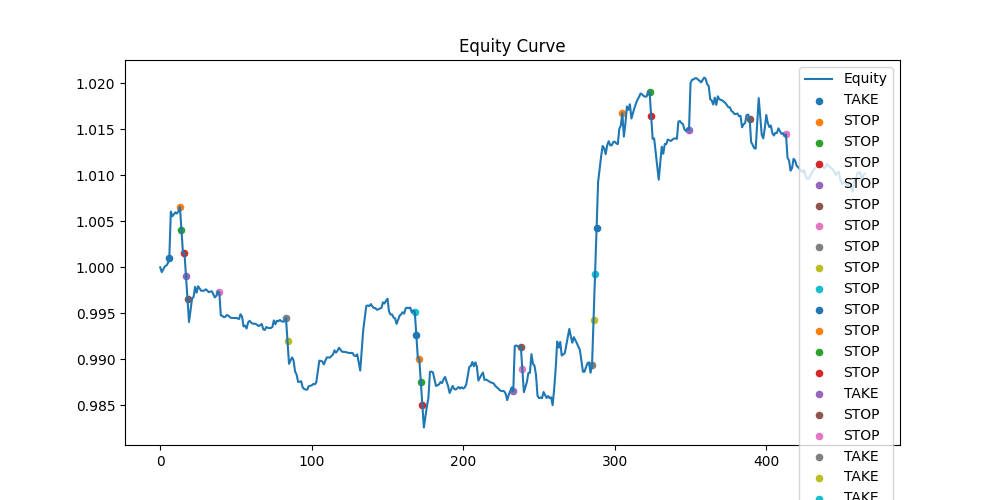 Equity Curve
1.020
1.015
1.010
1.005
1.000
0.995
0.990
0.985
0
100
200
300
400
Equity
TAKE
STOP
STOP
STOP
STOP
STOP
STOP
STOP
STOP
STOP
STOP
STOP
STOP
STOP
TAKE
STOP
STOP
TAKE
TAKE
TAKE